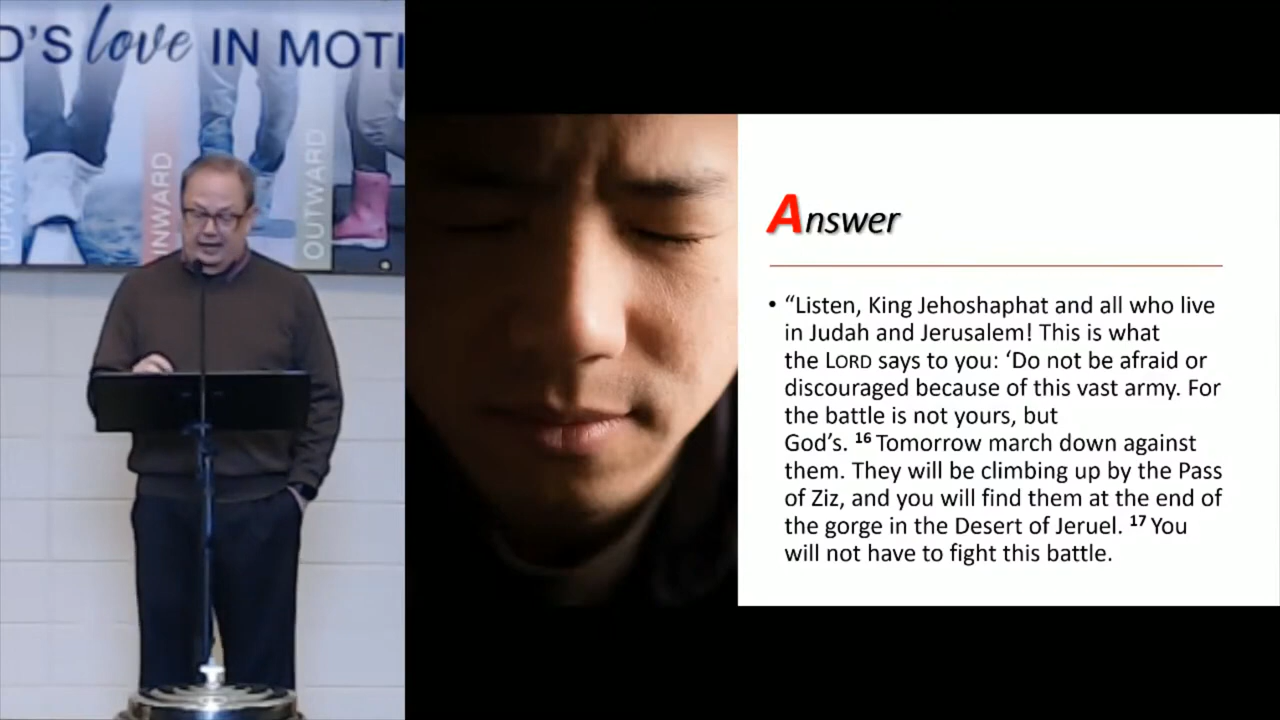 D'S love IN MOTI
UPWARD
INWARD
OUTWARD
Answer
• “Listen, King Jehoshaphat and all who live
in Judah and Jerusalem! This is what
the LORD says to you: ‘Do not be afraid or
discouraged because of this vast army. For
the battle is not yours, but
God’s. 16 Tomorrow march down against
them. They will be climbing up by the Pass
of Ziz, and you will find them at the end of
the gorge in the Desert of Jeruel. 17 You
will not have to fight this battle.